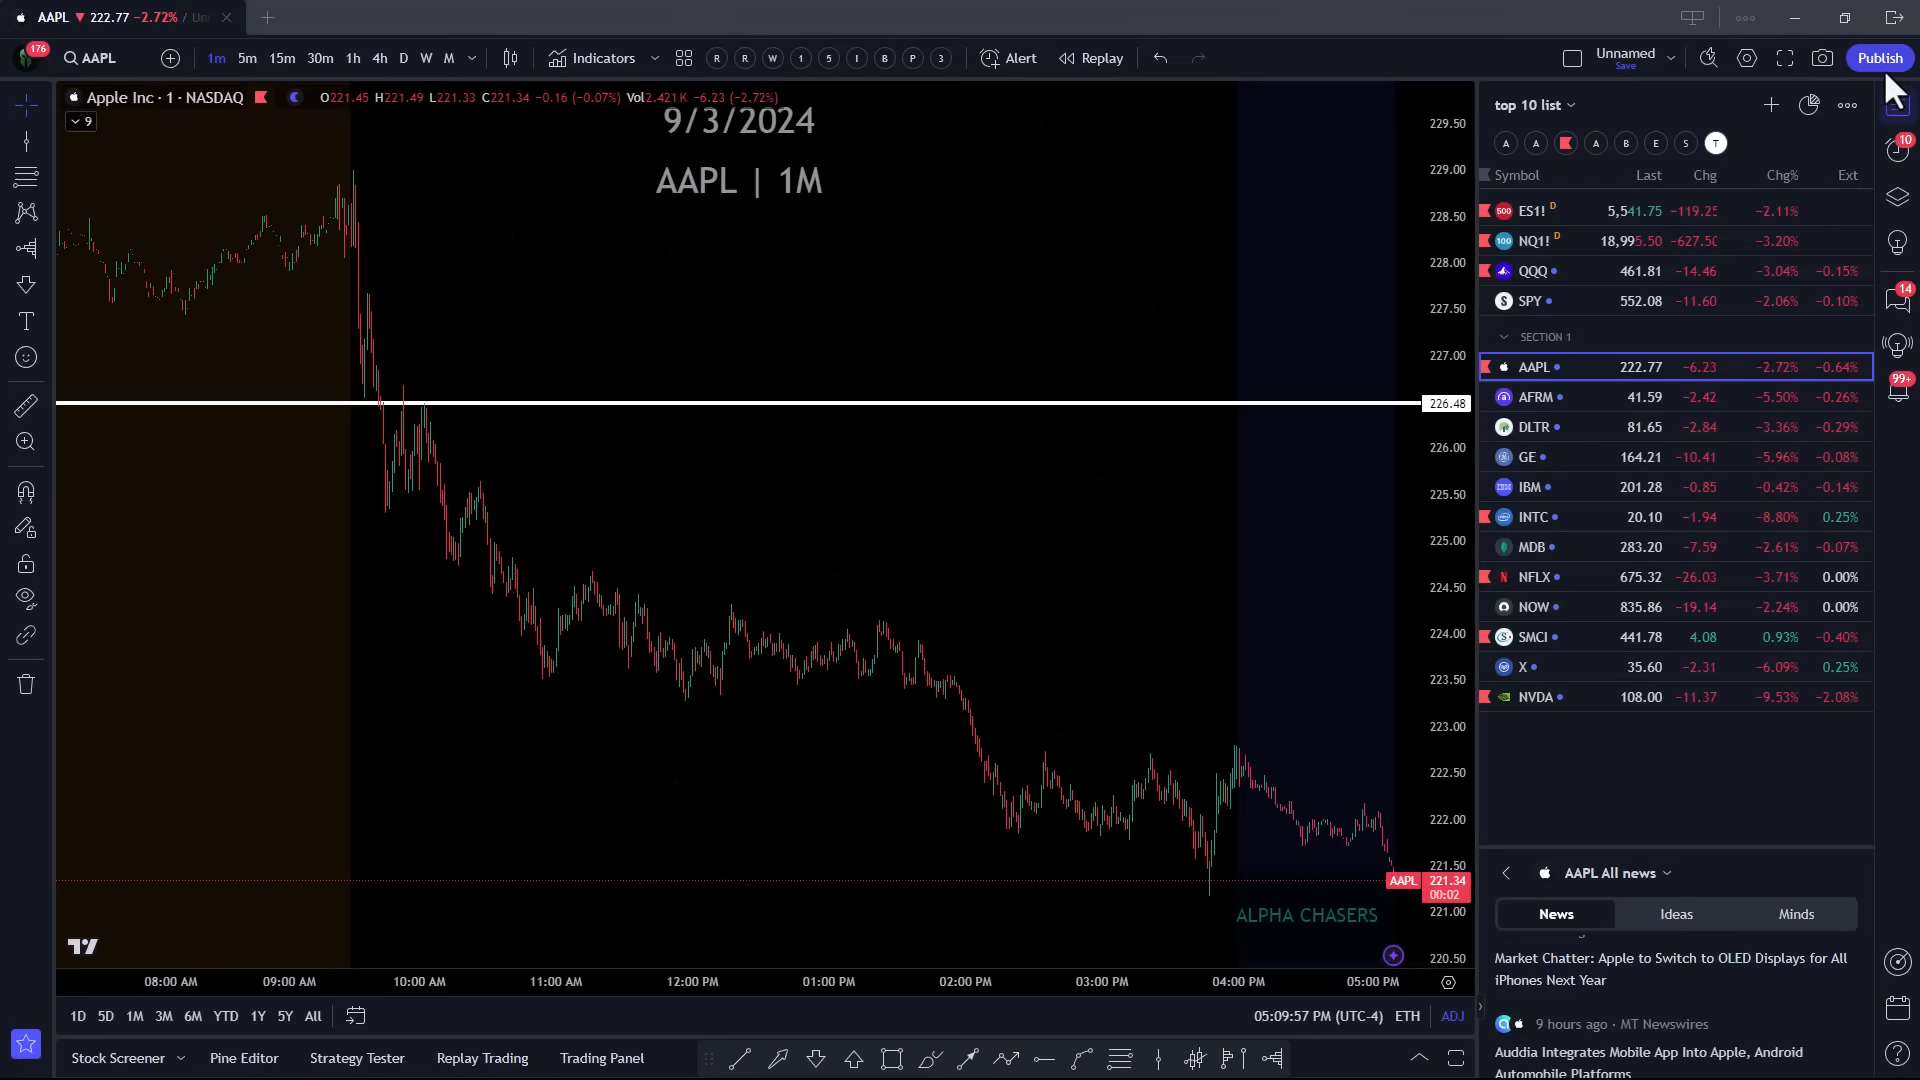 AAPL ▼ 222.77 −2.72% / Un
176
AAPL
1m 5m 15m 30m 1h 4h D W M
Indicators
R R W 1 5 I B P 3
Alert
Replay
Unnamed
Save
Publish
Apple Inc · 1 · NASDAQ
O221.45 H221.49 L221.33 C221.34 −0.16 (−0.07%) Vol2.421K −6.23 (−2.72%)
9
9/3/2024
AAPL | 1M
229.50
229.00
228.50
228.00
227.50
227.00
226.48
226.00
225.50
225.00
224.50
224.00
223.50
223.00
222.50
222.00
221.50
AAPL 221.34
00:02
221.00
220.50
ALPHA CHASERS
08:00 AM 09:00 AM 10:00 AM 11:00 AM 12:00 PM 01:00 PM 02:00 PM 03:00 PM 04:00 PM 05:00 PM
1D 5D 1M 3M 6M YTD 1Y 5Y All
05:09:57 PM (UTC-4) ETH ADJ
Stock Screener Pine Editor Strategy Tester Replay Trading Trading Panel
top 10 list
A A A B E S T
Symbol Last Chg Chg% Ext
500 ES1! D 5,541.75 −119.25 −2.11%
100 NQ1! D 18,995.50 −627.50 −3.20%
QQQ 461.81 −14.46 −3.04% −0.15%
S SPY 552.08 −11.60 −2.06% −0.10%
SECTION 1
AAPL 222.77 −6.23 −2.72% −0.64%
AFRM 41.59 −2.42 −5.50% −0.26%
DLTR 81.65 −2.84 −3.36% −0.29%
GE 164.21 −10.41 −5.96% −0.08%
IBM 201.28 −0.85 −0.42% −0.14%
INTC 20.10 −1.94 −8.80% 0.25%
MDB 283.20 −7.59 −2.61% −0.07%
N NFLX 675.32 −26.03 −3.71% 0.00%
NOW 835.86 −19.14 −2.24% 0.00%
S SMCI 441.78 4.08 0.93% −0.40%
X 35.60 −2.31 −6.09% 0.25%
NVDA 108.00 −11.37 −9.53% −2.08%
10
14
99+
AAPL All news
News Ideas Minds
Market Chatter: Apple to Switch to OLED Displays for All
iPhones Next Year
9 hours ago · MT Newswires
Auddia Integrates Mobile App Into Apple, Android
Automobile Platforms